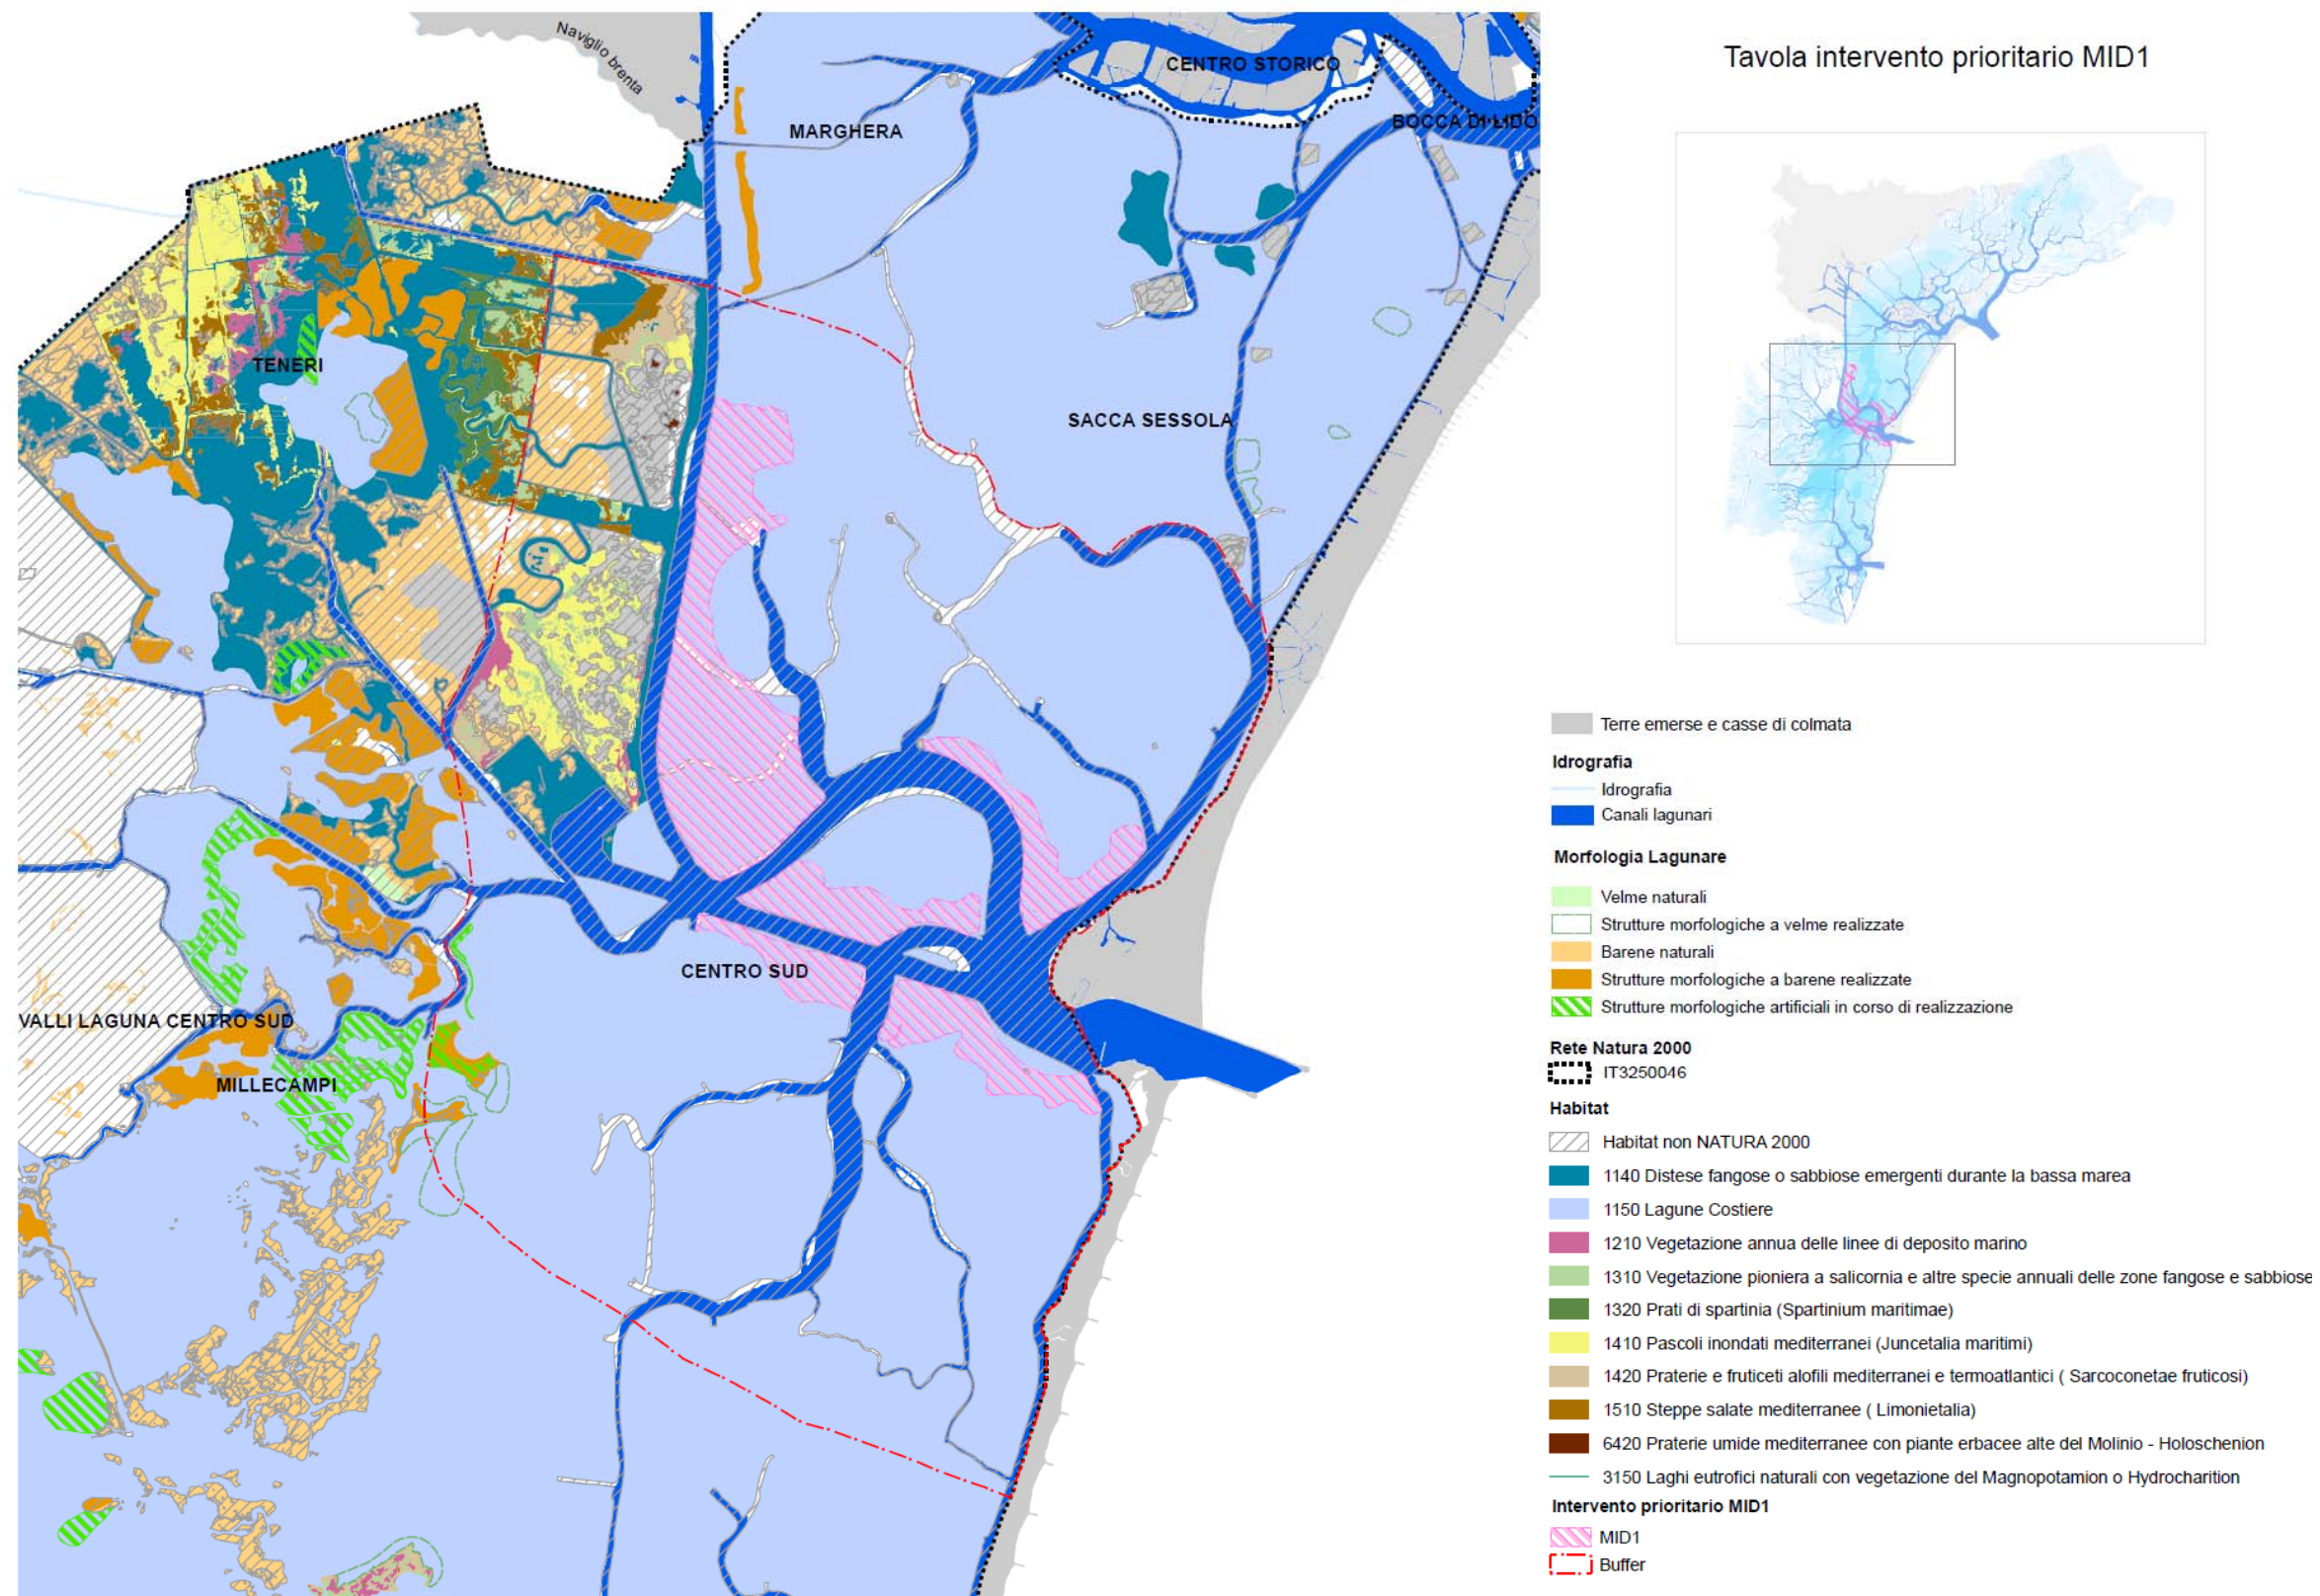 Tavola intervento prioritario MID1
Naviglio brenta
CENTRO STORICO
MARGHERA
BOCCA DI LIDO
TENERI
SACCA SESSOLA
CENTRO SUD
VALLI LAGUNA CENTRO SUD
MILLECAMPI
Terre emerse e casse di colmata
Idrografia
Idrografia
Canali lagunari
Morfologia Lagunare
Velme naturali
Strutture morfologiche a velme realizzate
Barene naturali
Strutture morfologiche a barene realizzate
Strutture morfologiche artificiali in corso di realizzazione
Rete Natura 2000
IT3250046
Habitat
Habitat non NATURA 2000
1140 Distese fangose o sabbiose emergenti durante la bassa marea
1150 Lagune Costiere
1210 Vegetazione annua delle linee di deposito marino
1310 Vegetazione pioniera a salicornia e altre specie annuali delle zone fangose e sabbiose
1320 Prati di spartinia (Spartinium maritimae)
1410 Pascoli inondati mediterranei (Juncetalia maritimi)
1420 Praterie e fruticeti alofili mediterranei e termoatlantici ( Sarcoconetae fruticosi)
1510 Steppe salate mediterranee ( Limonietalia)
6420 Praterie umide mediterranee con piante erbacee alte del Molinio - Holoschenion
3150 Laghi eutrofici naturali con vegetazione del Magnopotamion o Hydrocharition
Intervento prioritario MID1
MID1
Buffer